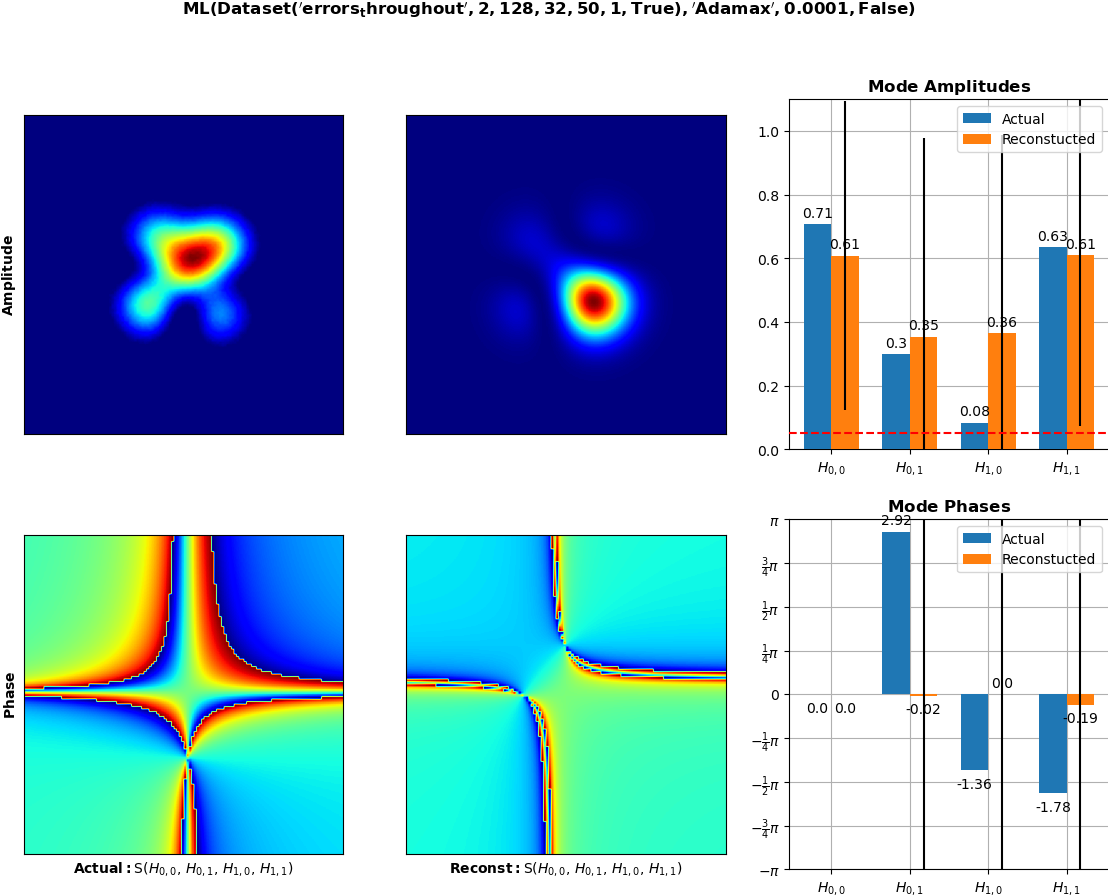 ML(Dataset('errors_throughout', 2, 128, 32, 50, 1, True), 'Adamax', 0.0001, False)
Amplitude
Mode Amplitudes
Actual
Reconstucted
1.0
0.8
0.6
0.4
0.2
0.0
0.71
0.61
0.3
0.35
0.08
0.36
0.63
0.61
H0,0
H0,1
H1,0
H1,1
Phase
Actual: S(H0,0, H0,1, H1,0, H1,1)
Reconst: S(H0,0, H0,1, H1,0, H1,1)
Mode Phases
Actual
Reconstucted
π
3/4π
1/2π
1/4π
0
−1/4π
−1/2π
−3/4π
−π
0.0
0.0
2.92
-0.02
-1.36
0.0
-1.78
-0.19
H0,0
H0,1
H1,0
H1,1